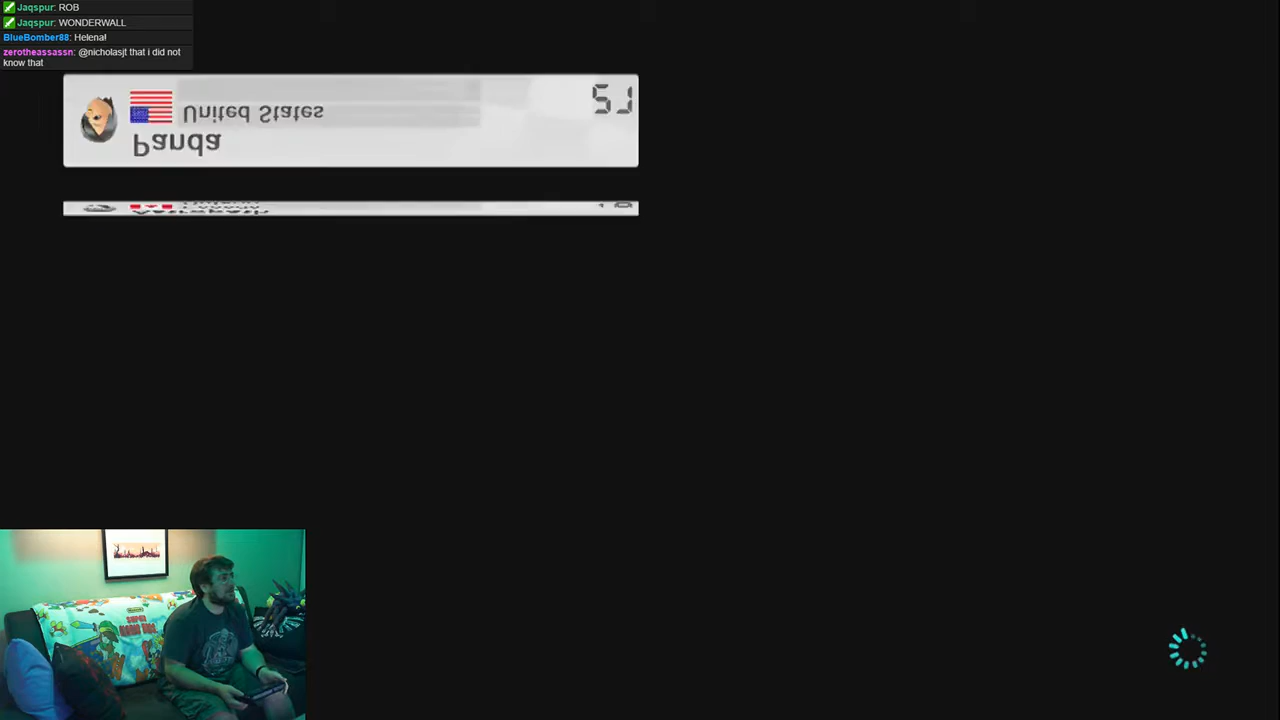 Jaqspur: ROB
Jaqspur: WONDERWALL
BlueBomber88: Helena!
zerotheassassn: @nicholasjt that i did not
know that
United States
Panda